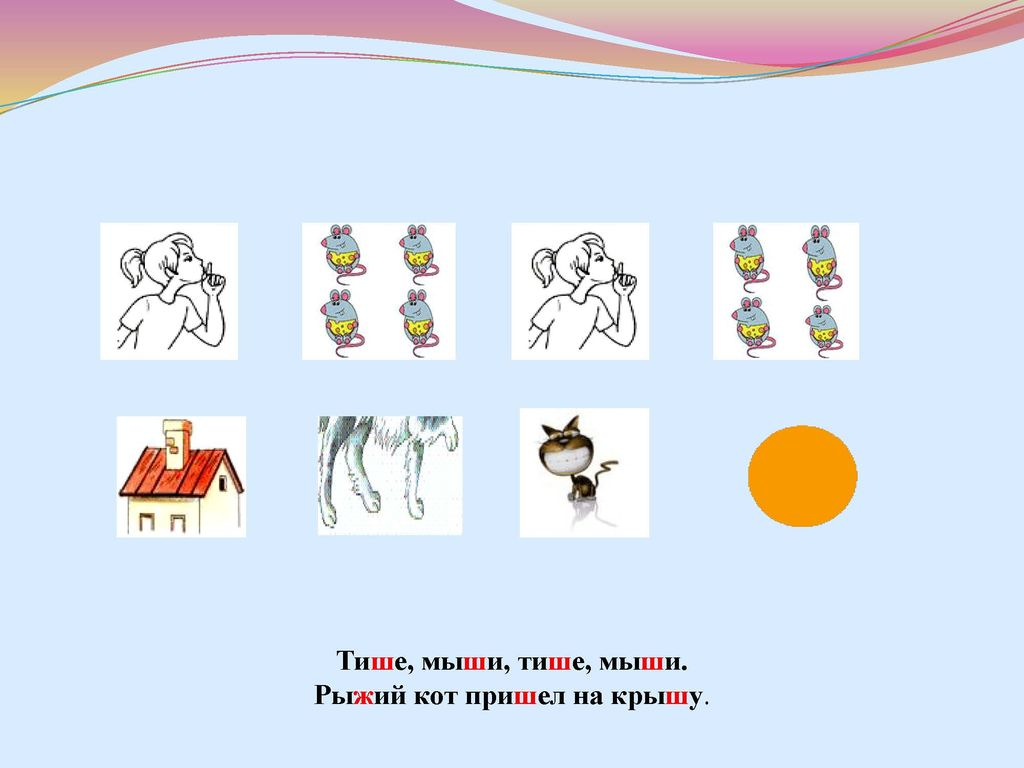 Тише, мыши, тише, мыши.
Рыжий кот пришел на крышу.